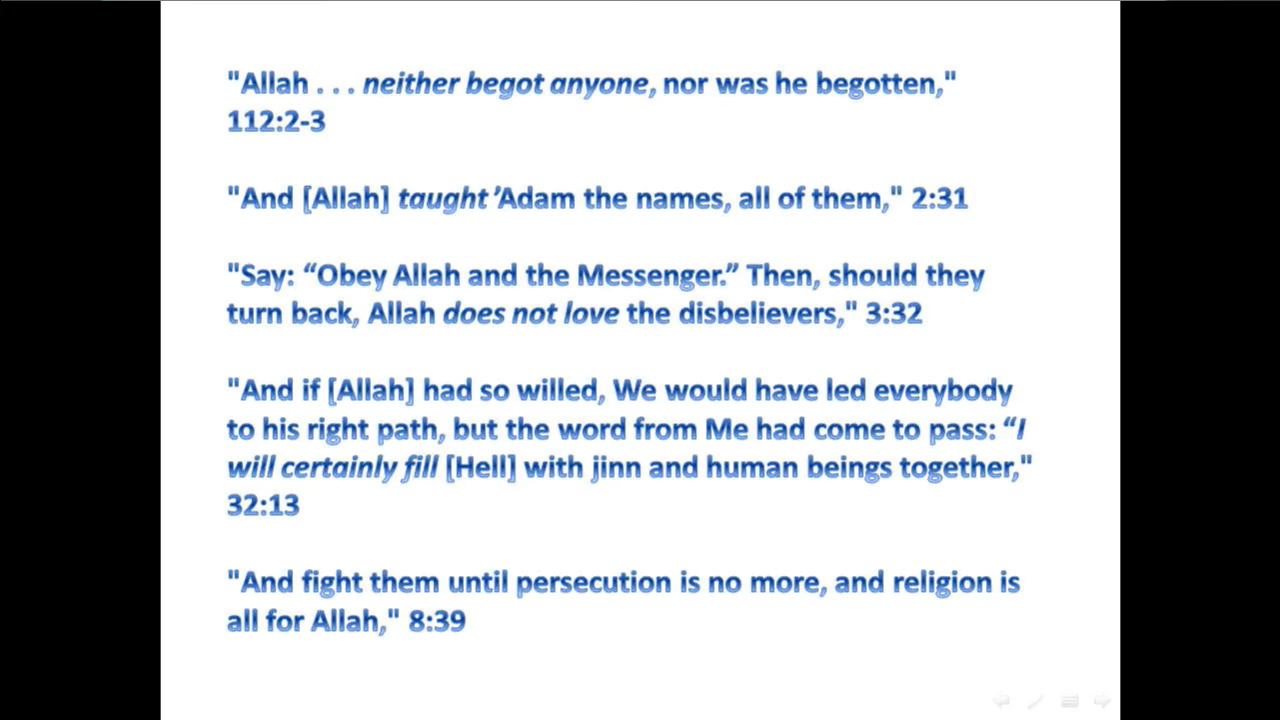 "Allah . . . neither begot anyone, nor was he begotten,"
112:2-3
"And [Allah] taught ’Adam the names, all of them," 2:31
"Say: “Obey Allah and the Messenger.” Then, should they
turn back, Allah does not love the disbelievers," 3:32
"And if [Allah] had so willed, We would have led everybody
to his right path, but the word from Me had come to pass: “I
will certainly fill [Hell] with jinn and human beings together,"
32:13
"And fight them until persecution is no more, and religion is
all for Allah," 8:39